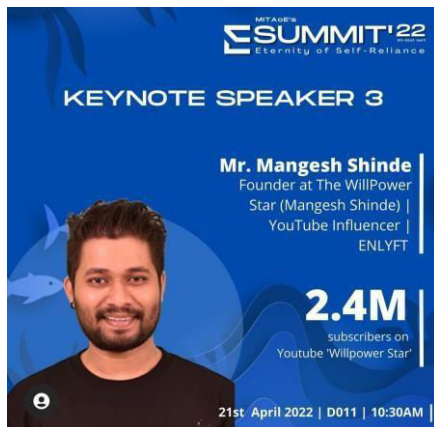 MITAOE's
ESUMMIT'22
Eternity of Self-Reliance
KEYNOTE SPEAKER 3
Mr. Mangesh Shinde
Founder at The WillPower
Star (Mangesh Shinde) |
YouTube Influencer |
ENLYFT
2.4M
subscribers on
Youtube 'Willpower Star'
21st April 2022 | D011 | 10:30AM |